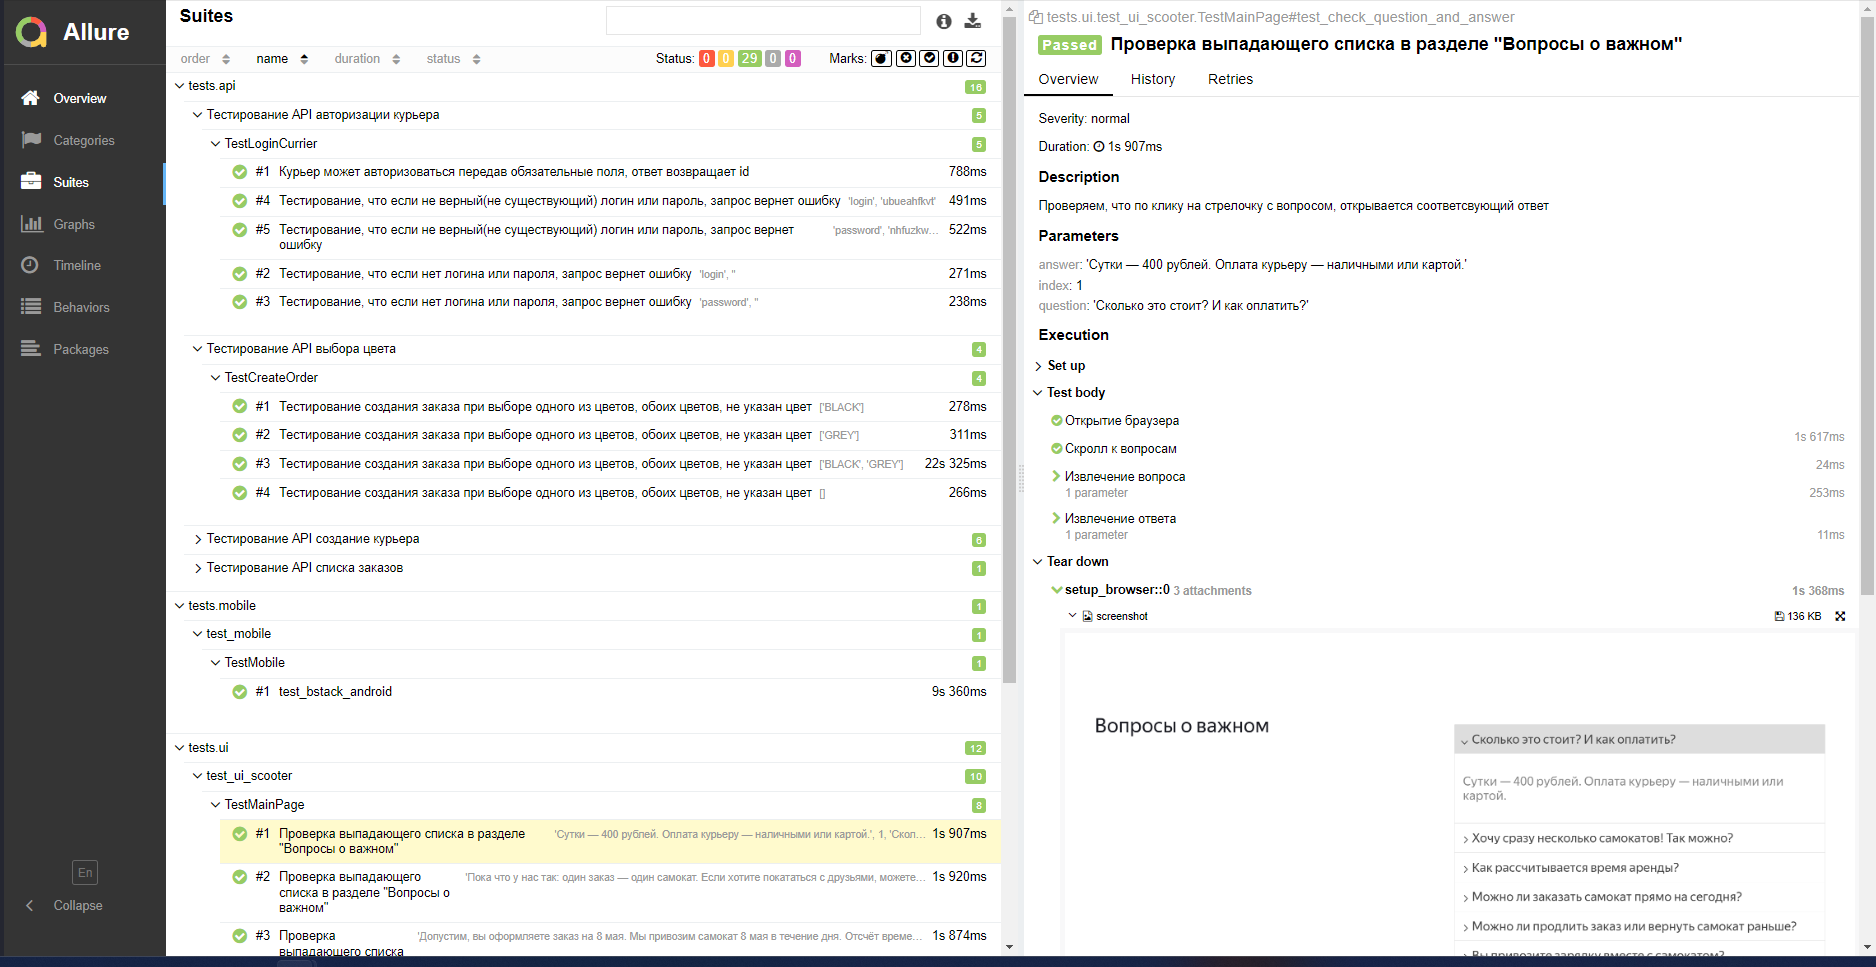 Allure
Overview
Categories
Suites
Graphs
Timeline
Behaviors
Packages
En
Collapse
Suites
order name duration status Status: 0 0 29 0 0 Marks:
tests.api 16
Тестирование API авторизации курьера 5
TestLoginCurrier 5
#1 Курьер может авторизоваться передав обязательные поля, ответ возвращает id 788ms
#4 Тестирование, что если не верный(не существующий) логин или пароль, запрос вернет ошибку 'login', 'ubueahfkvt' 491ms
#5 Тестирование, что если не верный(не существующий) логин или пароль, запрос вернет 'password', 'nhfuzkw... 522ms
ошибку
#2 Тестирование, что если нет логина или пароля, запрос вернет ошибку 'login', '' 271ms
#3 Тестирование, что если нет логина или пароля, запрос вернет ошибку 'password', '' 238ms
Тестирование API выбора цвета 4
TestCreateOrder 4
#1 Тестирование создания заказа при выборе одного из цветов, обоих цветов, не указан цвет ['BLACK'] 278ms
#2 Тестирование создания заказа при выборе одного из цветов, обоих цветов, не указан цвет ['GREY'] 311ms
#3 Тестирование создания заказа при выборе одного из цветов, обоих цветов, не указан цвет ['BLACK', 'GREY'] 22s 325ms
#4 Тестирование создания заказа при выборе одного из цветов, обоих цветов, не указан цвет [] 266ms
Тестирование API создание курьера 6
Тестирование API списка заказов 1
tests.mobile 1
test_mobile 1
TestMobile 1
#1 test_bstack_android 9s 360ms
tests.ui 12
test_ui_scooter 10
TestMainPage 8
#1 Проверка выпадающего списка в разделе 'Сутки — 400 рублей. Оплата курьеру — наличными или картой.', 1, 'Скол... 1s 907ms
"Вопросы о важном"
#2 Проверка выпадающего 'Пока что у нас так: один заказ — один самокат. Если хотите покататься с друзьями, можете... 1s 920ms
списка в разделе "Вопросы о
важном"
#3 Проверка 'Допустим, вы оформляете заказ на 8 мая. Мы привозим самокат 8 мая в течение дня. Отсчёт време... 1s 874ms
выпадающего списка
tests.ui.test_ui_scooter.TestMainPage#test_check_question_and_answer
Passed Проверка выпадающего списка в разделе "Вопросы о важном"
Overview History Retries
Severity: normal
Duration: 1s 907ms
Description
Проверяем, что по клику на стрелочку с вопросом, открывается соответсвующий ответ
Parameters
answer: 'Сутки — 400 рублей. Оплата курьеру — наличными или картой.'
index: 1
question: 'Сколько это стоит? И как оплатить?'
Execution
Set up
Test body
Открытие браузера
1s 617ms
Скролл к вопросам
24ms
Извлечение вопроса
1 parameter 253ms
Извлечение ответа
1 parameter 11ms
Tear down
setup_browser::0 3 attachments 1s 368ms
screenshot 136 KB
Вопросы о важном
Сколько это стоит? И как оплатить?
Сутки — 400 рублей. Оплата курьеру — наличными или
картой.
Хочу сразу несколько самокатов! Так можно?
Как рассчитывается время аренды?
Можно ли заказать самокат прямо на сегодня?
Можно ли продлить заказ или вернуть самокат раньше?
Вы привозите зарядку вместе с самокатом?